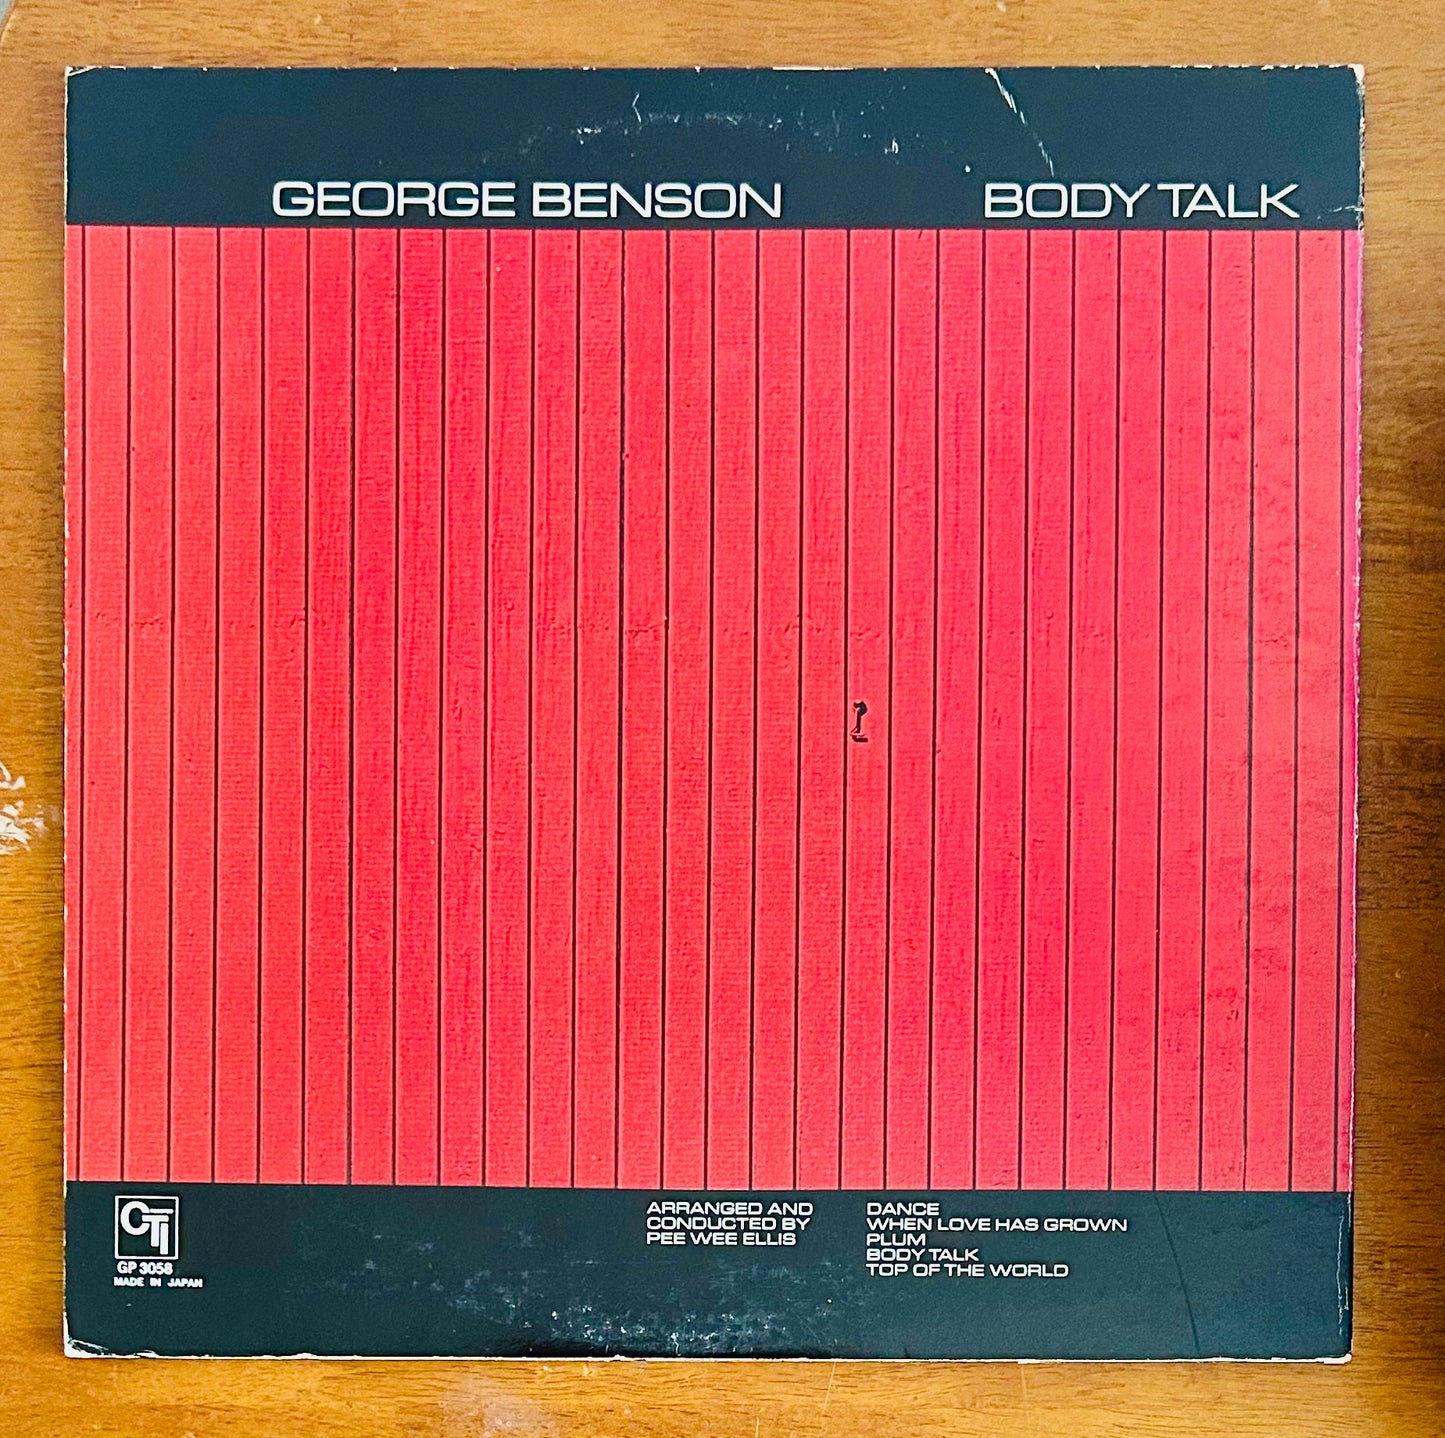 GEORGE BENSON
BODY TALK
CTI
GP 3058
MADE IN JAPAN
ARRANGED AND
CONDUCTED BY
PEE WEE ELLIS
DANCE
WHEN LOVE HAS GROWN
PLUM
BODY TALK
TOP OF THE WORLD